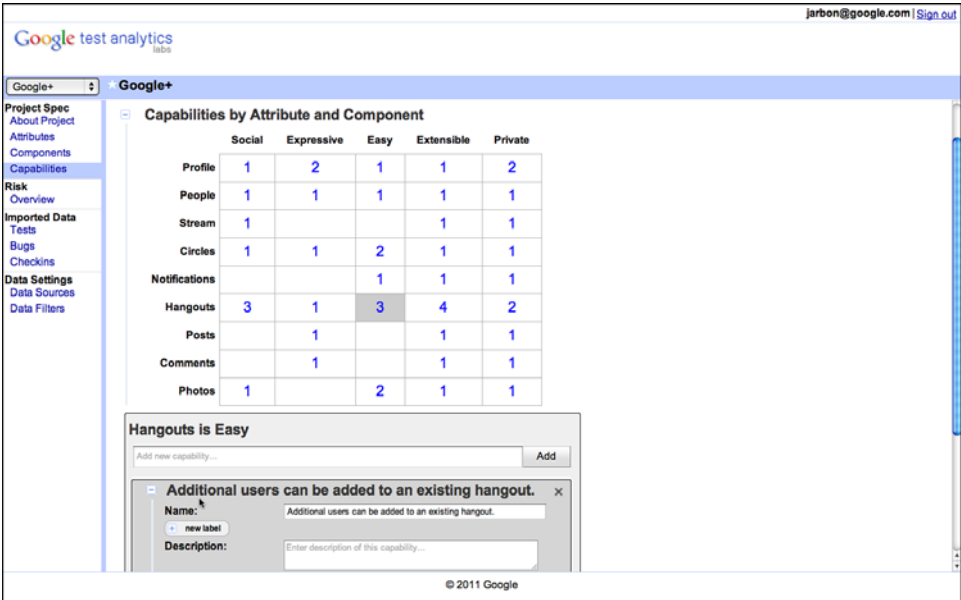 jarbon@google.com | Sign out
Google test analytics
labs
Google+
Google+
Project Spec
About Project
Attributes
Components
Capabilities
Risk
Overview
Imported Data
Tests
Bugs
Checkins
Data Settings
Data Sources
Data Filters
Capabilities by Attribute and Component
Social Expressive Easy Extensible Private
Profile 1 2 1 1 2
People 1 1 1 1 1
Stream 1 1 1
Circles 1 1 2 1 1
Notifications 1 1 1
Hangouts 3 1 3 4 2
Posts 1 1 1
Comments 1 1 1
Photos 1 2 1 1
Hangouts is Easy
Add new capability... Add
Additional users can be added to an existing hangout. ×
Name: Additional users can be added to an existing hangout.
+ new label
Description: Enter description of this capability...
© 2011 Google